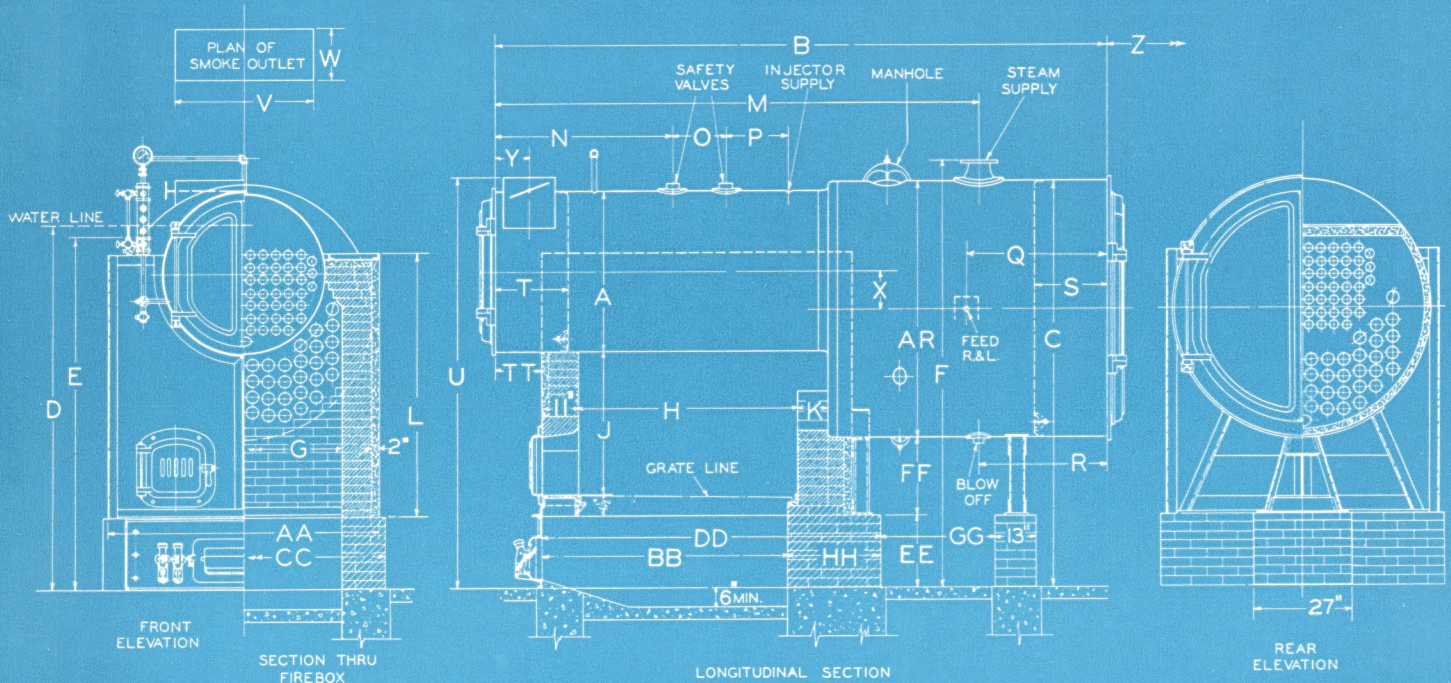 PLAN OF
SMOKE OUTLET
W
V
WATER LINE
D
E
L
G
2"
AA
CC
FRONT
ELEVATION
SECTION THRU
FIREBOX
B
Z
SAFETY
VALVES
INJECTOR
SUPPLY
MANHOLE
STEAM
SUPPLY
M
N
O
P
Y
Q
X
S
T
A
AR
F
C
FEED
R.&L.
U
TT
11"
H
K
J
GRATE LINE
FF
BLOW
OFF
R
DD
BB
HH
EE
GG
13"
6" MIN.
LONGITUDINAL SECTION
27"
REAR
ELEVATION